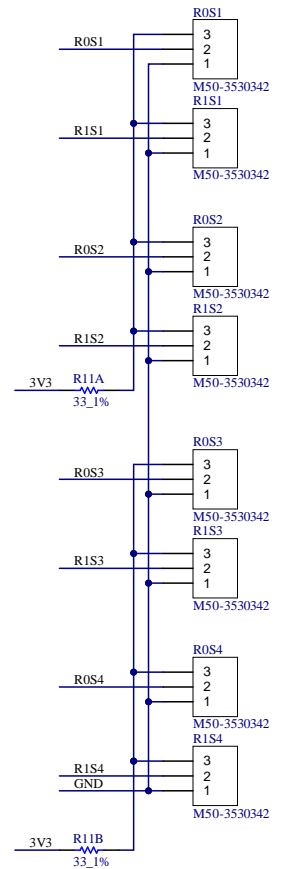 R0S1
R0S1
3
2
1
M50-3530342
R1S1
R1S1
3
2
1
M50-3530342
R0S2
R0S2
3
2
1
M50-3530342
R1S2
R1S2
3
2
1
M50-3530342
3V3
R11A
33_1%
R0S3
R0S3
3
2
1
M50-3530342
R1S3
R1S3
3
2
1
M50-3530342
R0S4
R0S4
3
2
1
M50-3530342
R1S4
R1S4
GND
3
2
1
M50-3530342
3V3
R11B
33_1%